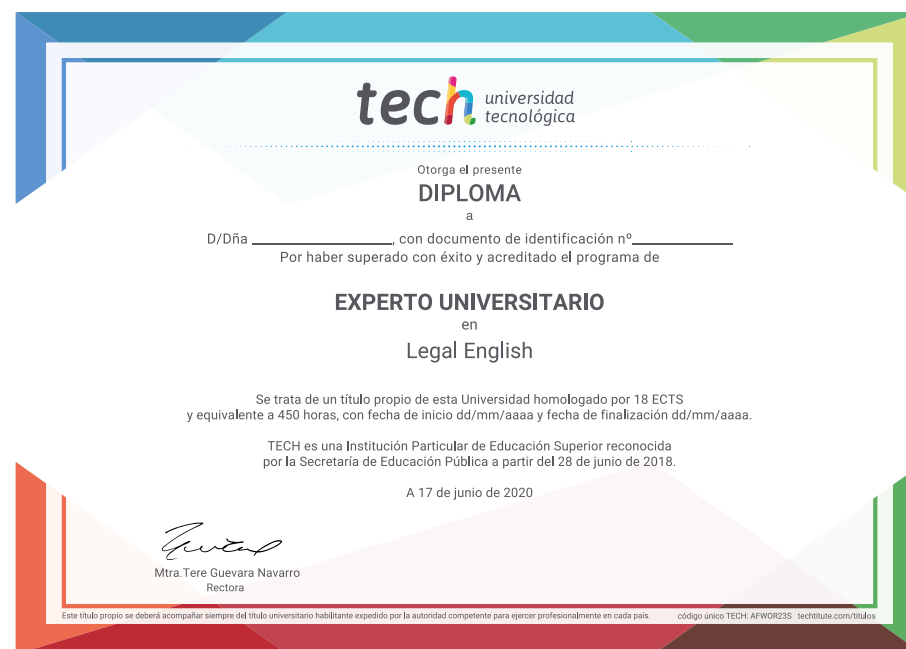 tech universidad
tecnológica
Otorga el presente
DIPLOMA
a
D/Dña ____________________, con documento de identificación nº______________
Por haber superado con éxito y acreditado el programa de
EXPERTO UNIVERSITARIO
en
Legal English
Se trata de un título propio de esta Universidad homologado por 18 ECTS
y equivalente a 450 horas, con fecha de inicio dd/mm/aaaa y fecha de finalización dd/mm/aaaa.
TECH es una Institución Particular de Educación Superior reconocida
por la Secretaría de Educación Pública a partir del 28 de junio de 2018.
A 17 de junio de 2020
Mtra.Tere Guevara Navarro
Rectora
Este título propio se deberá acompañar siempre del título universitario habilitante expedido por la autoridad competente para ejercer profesionalmente en cada país. código único TECH: AFWOR23S techtitute.com/titulos